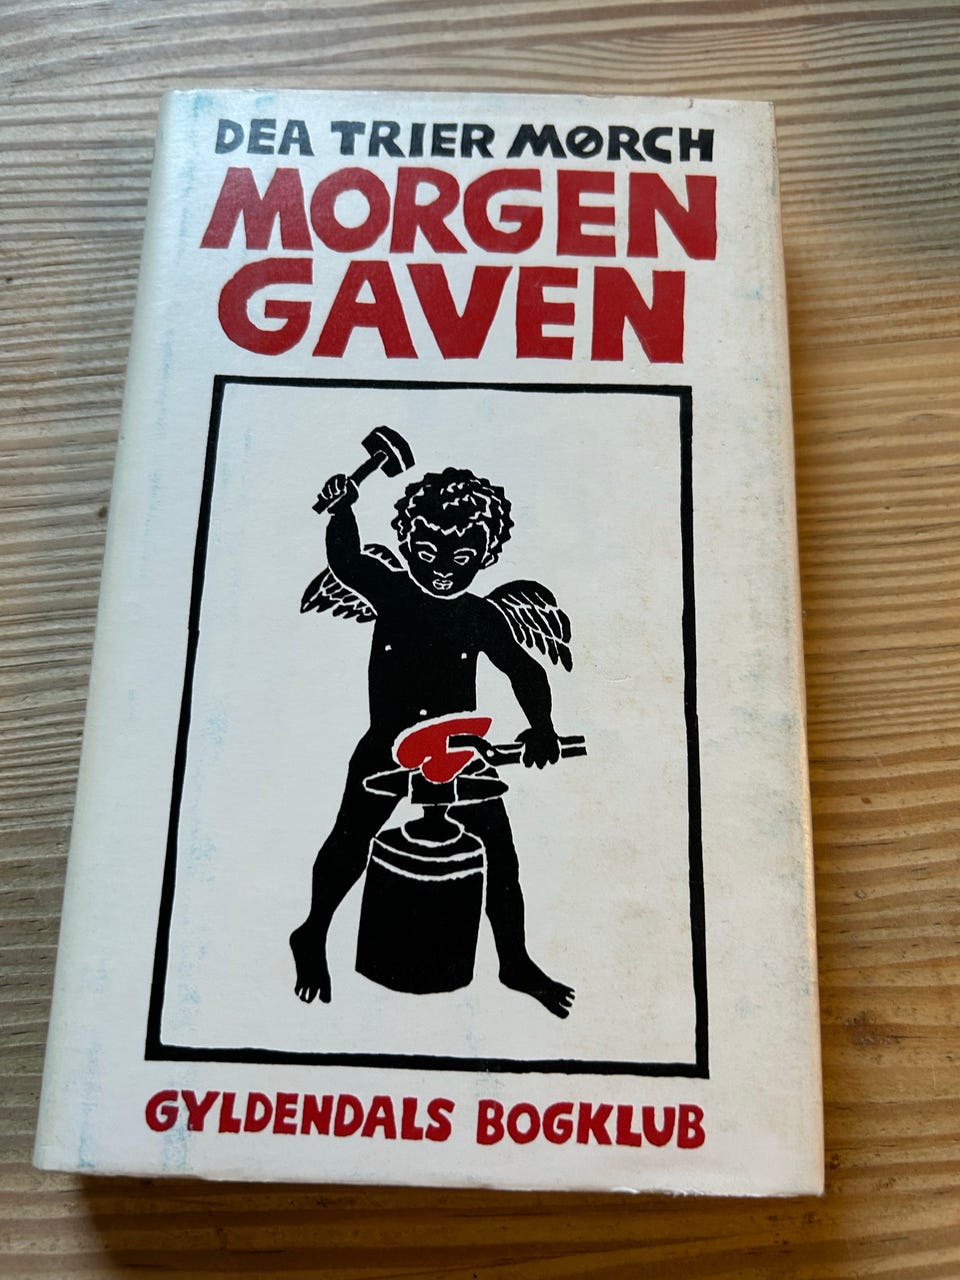 DEA TRIER MØRCH
MORGEN
GAVEN
GYLDENDALS BOGKLUB